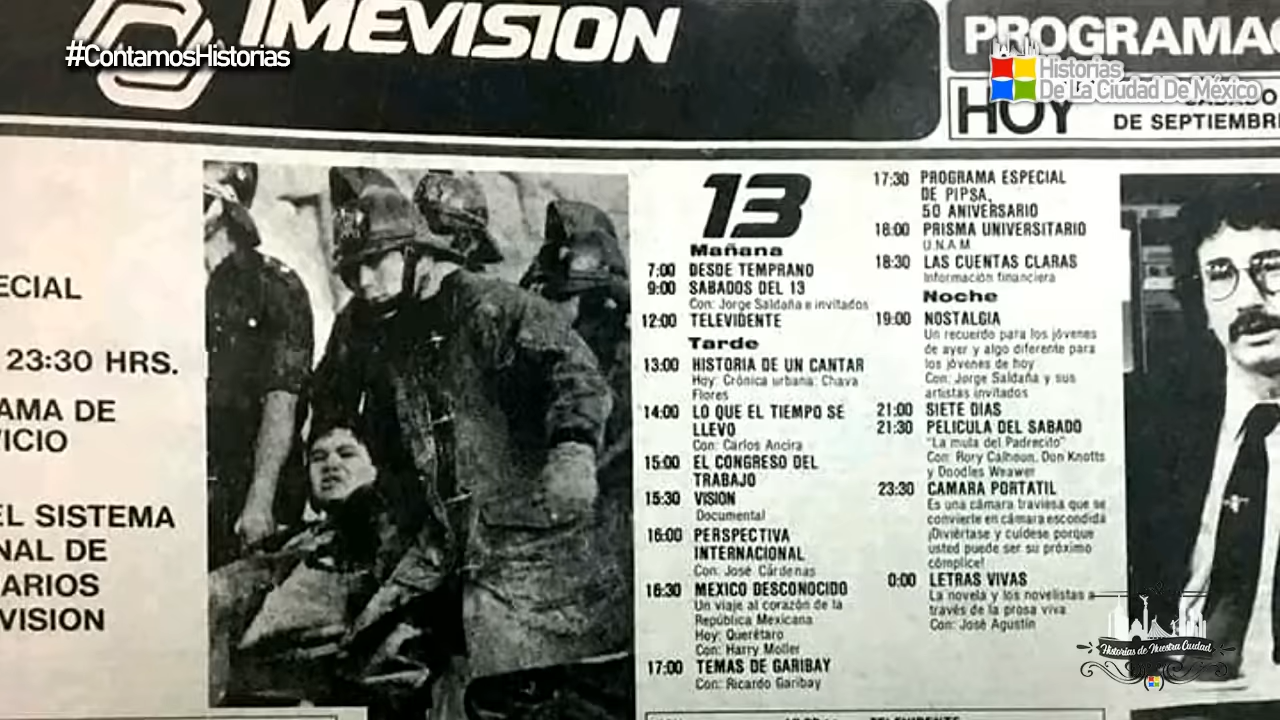 #ContamosHistorias
IMEVISION
PROGRAMAC
Historias
De La Ciudad De México
HOY
SABADO
DE SEPTIEMBRE
ECIAL
23:30 HRS.
AMA DE
VICIO
EL SISTEMA
NAL DE
ARIOS
VISION
13
Mañana
7:00 DESDE TEMPRANO
9:00 SABADOS DEL 13
Con: Jorge Saldaña e invitados
12:00 TELEVIDENTE
Tarde
13:00 HISTORIA DE UN CANTAR
Hoy: Crónica urbana: Chava
Flores
14:00 LO QUE EL TIEMPO SE
LLEVO
Con: Carlos Ancira
15:00 EL CONGRESO DEL
TRABAJO
15:30 VISION
Documental
16:00 PERSPECTIVA
INTERNACIONAL
Con: José Cárdenas
16:30 MEXICO DESCONOCIDO
Un viaje al corazón de la
República Mexicana
Hoy: Querétaro
Con: Harry Moller
17:00 TEMAS DE GARIBAY
Con: Ricardo Garibay
17:30 PROGRAMA ESPECIAL
DE PIPSA,
50 ANIVERSARIO
18:00 PRISMA UNIVERSITARIO
U.N.A.M
18:30 LAS CUENTAS CLARAS
Información financiera
Noche
19:00 NOSTALGIA
Un recuerdo para los jóvenes
de ayer y algo diferente para
los jóvenes de hoy
Con: Jorge Saldaña y sus
artistas invitados
21:00 SIETE DIAS
21:30 PELICULA DEL SABADO
"La mula del Padrecito"
Con: Rory Calhoun, Don Knotts
y Doodles Weawer
23:30 CAMARA PORTATIL
Es una cámara traviesa que se
convierte en cámara escondida
¡Diviértase y cuídese porque
usted puede ser su próximo
cómplice!
0:00 LETRAS VIVAS
La novela y los novelistas a
través de la prosa viva
Con: José Agustín
Historias de Nuestra Ciudad
TELEVIDENTE